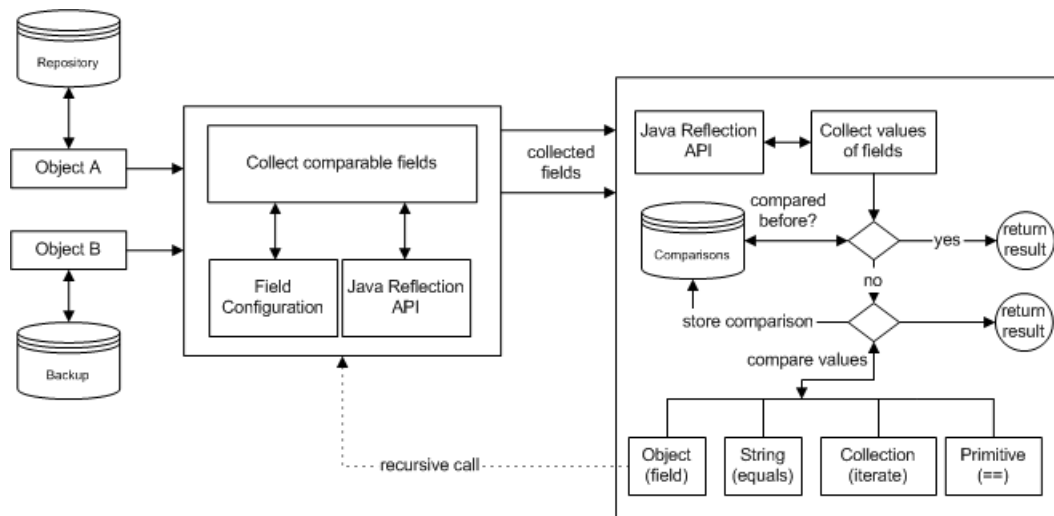 Repository
Object A
Object B
Backup
Collect comparable fields
Field
Configuration
Java Reflection
API
collected
fields
Java Reflection
API
Collect values
of fields
compared
before?
Comparisons
yes
return
result
no
store comparison
return
result
compare values
Object
(field)
String
(equals)
Collection
(iterate)
Primitive
(==)
recursive call